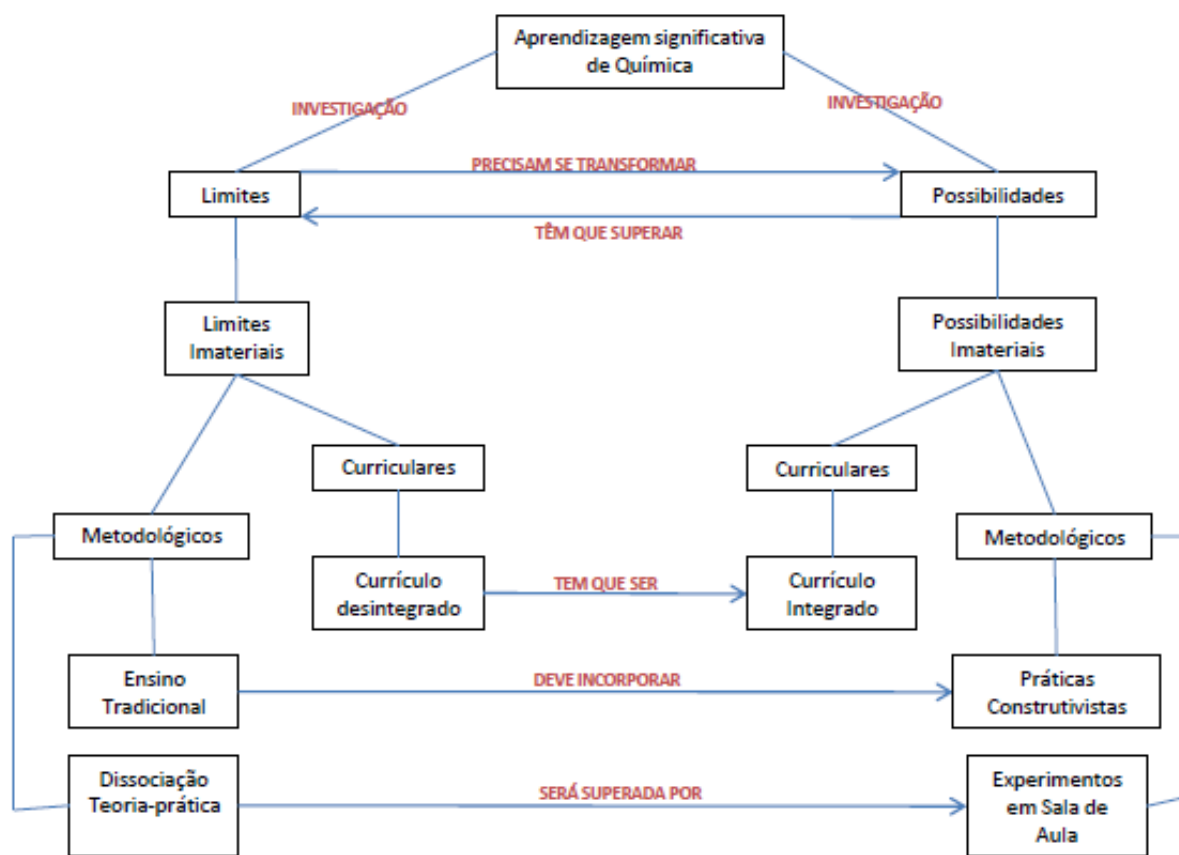 Aprendizagem significativa
de Química
INVESTIGAÇÃO
INVESTIGAÇÃO
PRECISAM SE TRANSFORMAR
Limites
Possibilidades
TÊM QUE SUPERAR
Limites
Imateriais
Possibilidades
Imateriais
Curriculares
Curriculares
Metodológicos
Metodológicos
Currículo
desintegrado
TEM QUE SER
Currículo
Integrado
Ensino
Tradicional
DEVE INCORPORAR
Práticas
Construtivistas
Dissociação
Teoria-prática
SERÁ SUPERADA POR
Experimentos
em Sala de
Aula